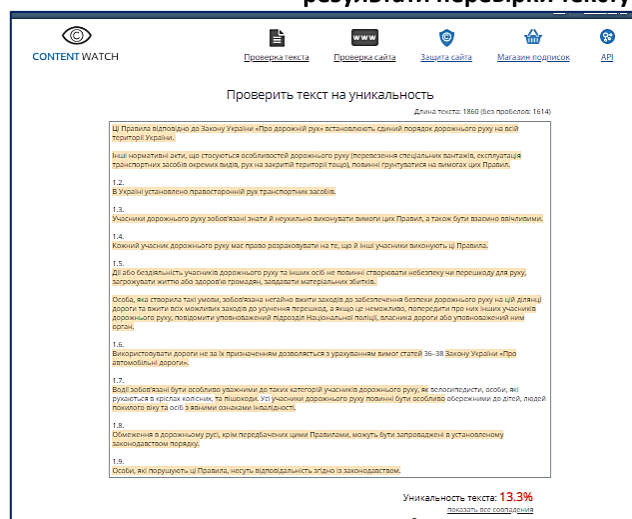 результати перевірки тексту
CONTENT WATCH
www
Проверка текста
Проверка сайта
Защита сайта
Магазин подписок
API
Проверить текст на уникальность
Длина текста: 1860 (без пробелов: 1614)
Ці Правила відповідно до Закону України «Про дорожній рух» встановлюють єдиний порядок дорожнього руху на всій
території України.
Інші нормативні акти, що стосуються особливостей дорожнього руху (перевезення спеціальних вантажів, експлуатація
транспортних засобів окремих видів, рух на закритій території тощо), повинні ґрунтуватися на вимогах цих Правил.
1.2.
В Україні установлено правосторонній рух транспортних засобів.
1.3.
Учасники дорожнього руху зобов'язані знати й неухильно виконувати вимоги цих Правил, а також бути взаємно ввічливими.
1.4.
Кожний учасник дорожнього руху має право розраховувати на те, що й інші учасники виконують ці Правила.
1.5.
Дії або бездіяльність учасників дорожнього руху та інших осіб не повинні створювати небезпеку чи перешкоду для руху,
загрожувати життю або здоров'ю громадян, завдавати матеріальних збитків.
Особа, яка створила такі умови, зобов'язана негайно вжити заходів до забезпечення безпеки дорожнього руху на цій ділянці
дороги та вжити всіх можливих заходів до усунення перешкод, а якщо це неможливо, попередити про них інших учасників
дорожнього руху, повідомити уповноважений підрозділ Національної поліції, власника дороги або уповноважений ним
орган.
1.6.
Використовувати дороги не за їх призначенням дозволяється з урахуванням вимог статей 36–38 Закону України «Про
автомобільні дороги».
1.7.
Водії зобов'язані бути особливо уважними до таких категорій учасників дорожнього руху, як велосипедисти, особи, які
рухаються в кріслах колісних, та пішоходи. Усі учасники дорожнього руху повинні бути особливо обережними до дітей, людей
похилого віку та осіб з явними ознаками інвалідності.
1.8.
Обмеження в дорожньому русі, крім передбачених цими Правилами, можуть бути запроваджені в установленому
законодавством порядку.
1.9.
Особи, які порушують ці Правила, несуть відповідальність згідно із законодавством.
Уникальность текста: 13.3%
показать все совпадения